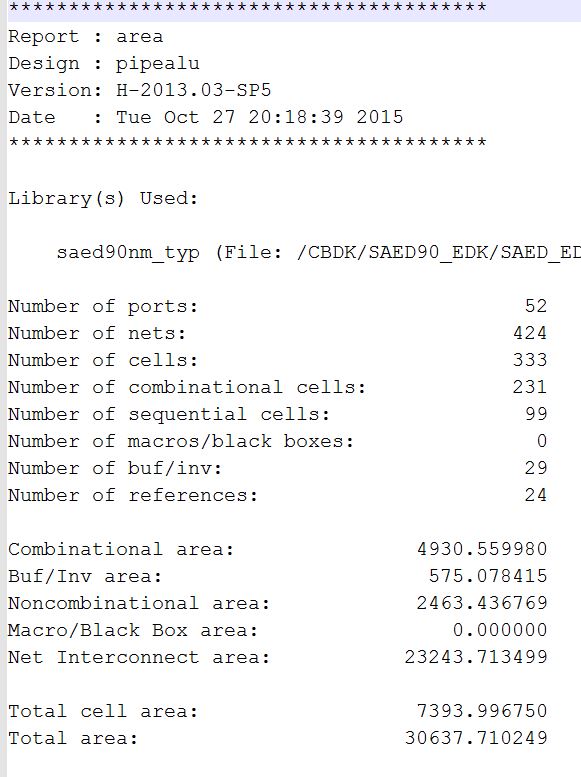 ****************************************
Report : area
Design : pipealu
Version: H-2013.03-SP5
Date   : Tue Oct 27 20:18:39 2015
****************************************
Library(s) Used:
saed90nm_typ (File: /CBDK/SAED90_EDK/SAED_ED
Number of ports: 52
Number of nets: 424
Number of cells: 333
Number of combinational cells: 231
Number of sequential cells: 99
Number of macros/black boxes: 0
Number of buf/inv: 29
Number of references: 24
Combinational area: 4930.559980
Buf/Inv area: 575.078415
Noncombinational area: 2463.436769
Macro/Black Box area: 0.000000
Net Interconnect area: 23243.713499
Total cell area: 7393.996750
Total area: 30637.710249